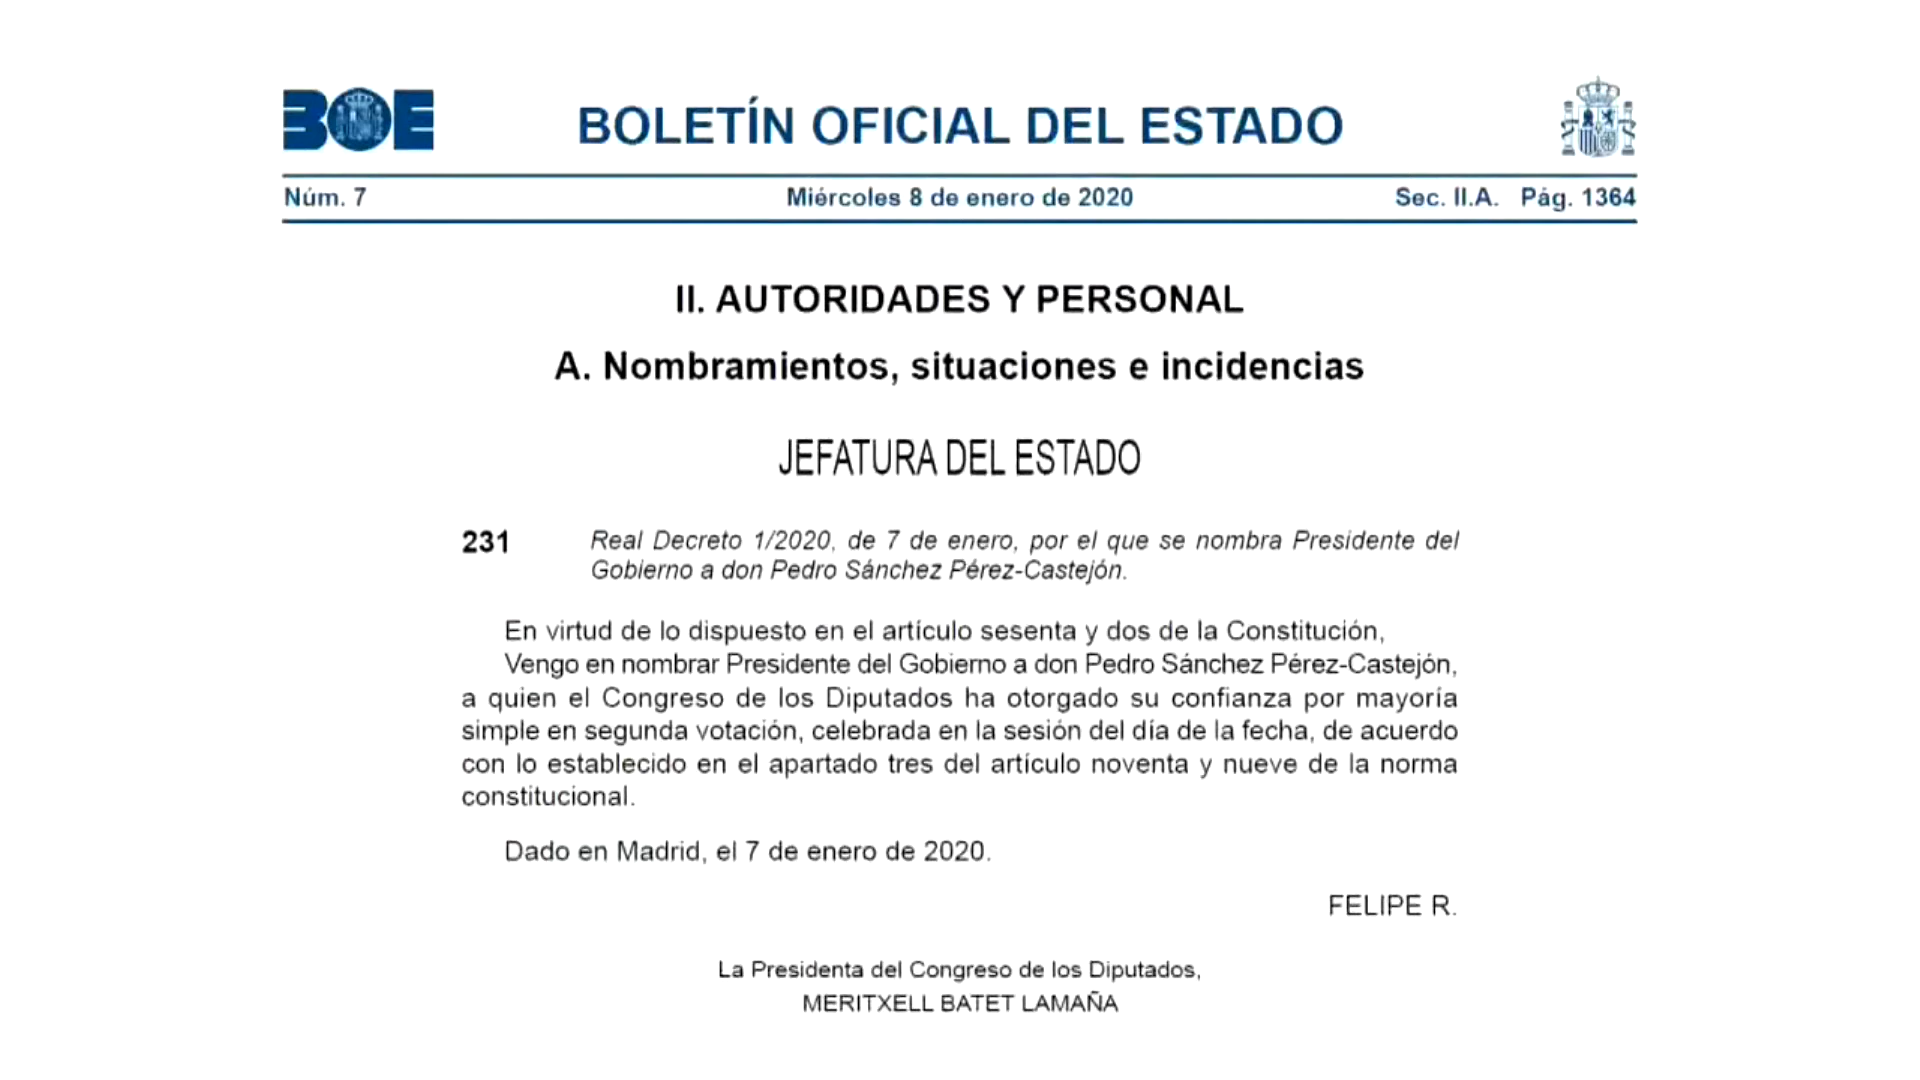 BOE
BOLETÍN OFICIAL DEL ESTADO
Núm. 7
Miércoles 8 de enero de 2020
Sec. II.A. Pág. 1364
II. AUTORIDADES Y PERSONAL
A. Nombramientos, situaciones e incidencias
JEFATURA DEL ESTADO
231
Real Decreto 1/2020, de 7 de enero, por el que se nombra Presidente del
Gobierno a don Pedro Sánchez Pérez-Castejón.
En virtud de lo dispuesto en el artículo sesenta y dos de la Constitución,
Vengo en nombrar Presidente del Gobierno a don Pedro Sánchez Pérez-Castejón,
a quien el Congreso de los Diputados ha otorgado su confianza por mayoría
simple en segunda votación, celebrada en la sesión del día de la fecha, de acuerdo
con lo establecido en el apartado tres del artículo noventa y nueve de la norma
constitucional.
Dado en Madrid, el 7 de enero de 2020.
FELIPE R.
La Presidenta del Congreso de los Diputados,
MERITXELL BATET LAMAÑA